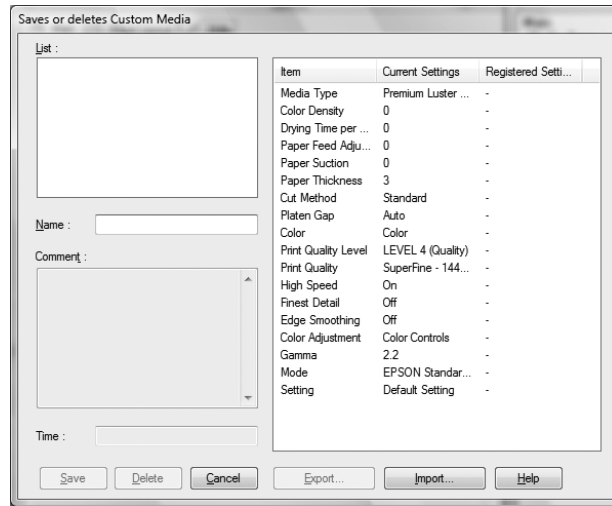 Saves or deletes Custom Media
List :
Name :
Comment :
Time :
Item Current Settings Registered Setti...
Media Type Premium Luster ... -
Color Density 0 -
Drying Time per ... 0 -
Paper Feed Adju... 0 -
Paper Suction 0 -
Paper Thickness 3 -
Cut Method Standard -
Platen Gap Auto -
Color Color -
Print Quality Level LEVEL 4 (Quality) -
Print Quality SuperFine - 144... -
High Speed On -
Finest Detail Off -
Edge Smoothing Off -
Color Adjustment Color Controls -
Gamma 2.2 -
Mode EPSON Standar... -
Setting Default Setting -
Save Delete Cancel Export... Import... Help